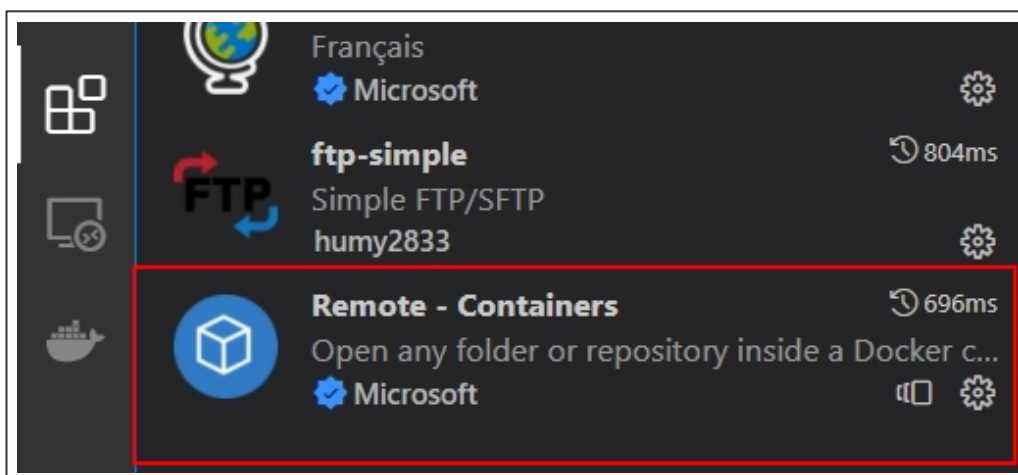 Français
Microsoft
ftp-simple 804ms
FTP Simple FTP/SFTP
humy2833
Remote - Containers 696ms
Open any folder or repository inside a Docker c...
Microsoft